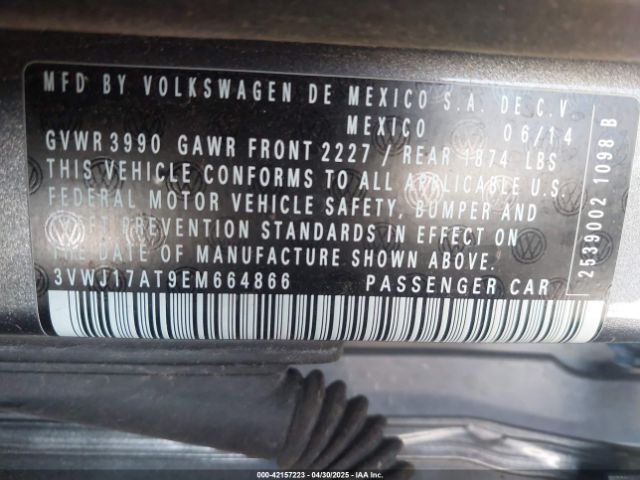 MFD BY VOLKSWAGEN DE MEXICO S.A. DE C.V.
MEXICO 06/14
GVWR 3990 GAWR FRONT 2227 / REAR 1874 LBS
THIS VEHICLE CONFORMS TO ALL APPLICABLE U.S.
FEDERAL MOTOR VEHICLE SAFETY, BUMPER AND
THEFT PREVENTION STANDARDS IN EFFECT ON
THE DATE OF MANUFACTURE SHOWN ABOVE.
3VWJ17AT9EM664866 PASSENGER CAR
2539002 1098 B
000-42157223 | 04/30/2025 | IAA Inc.